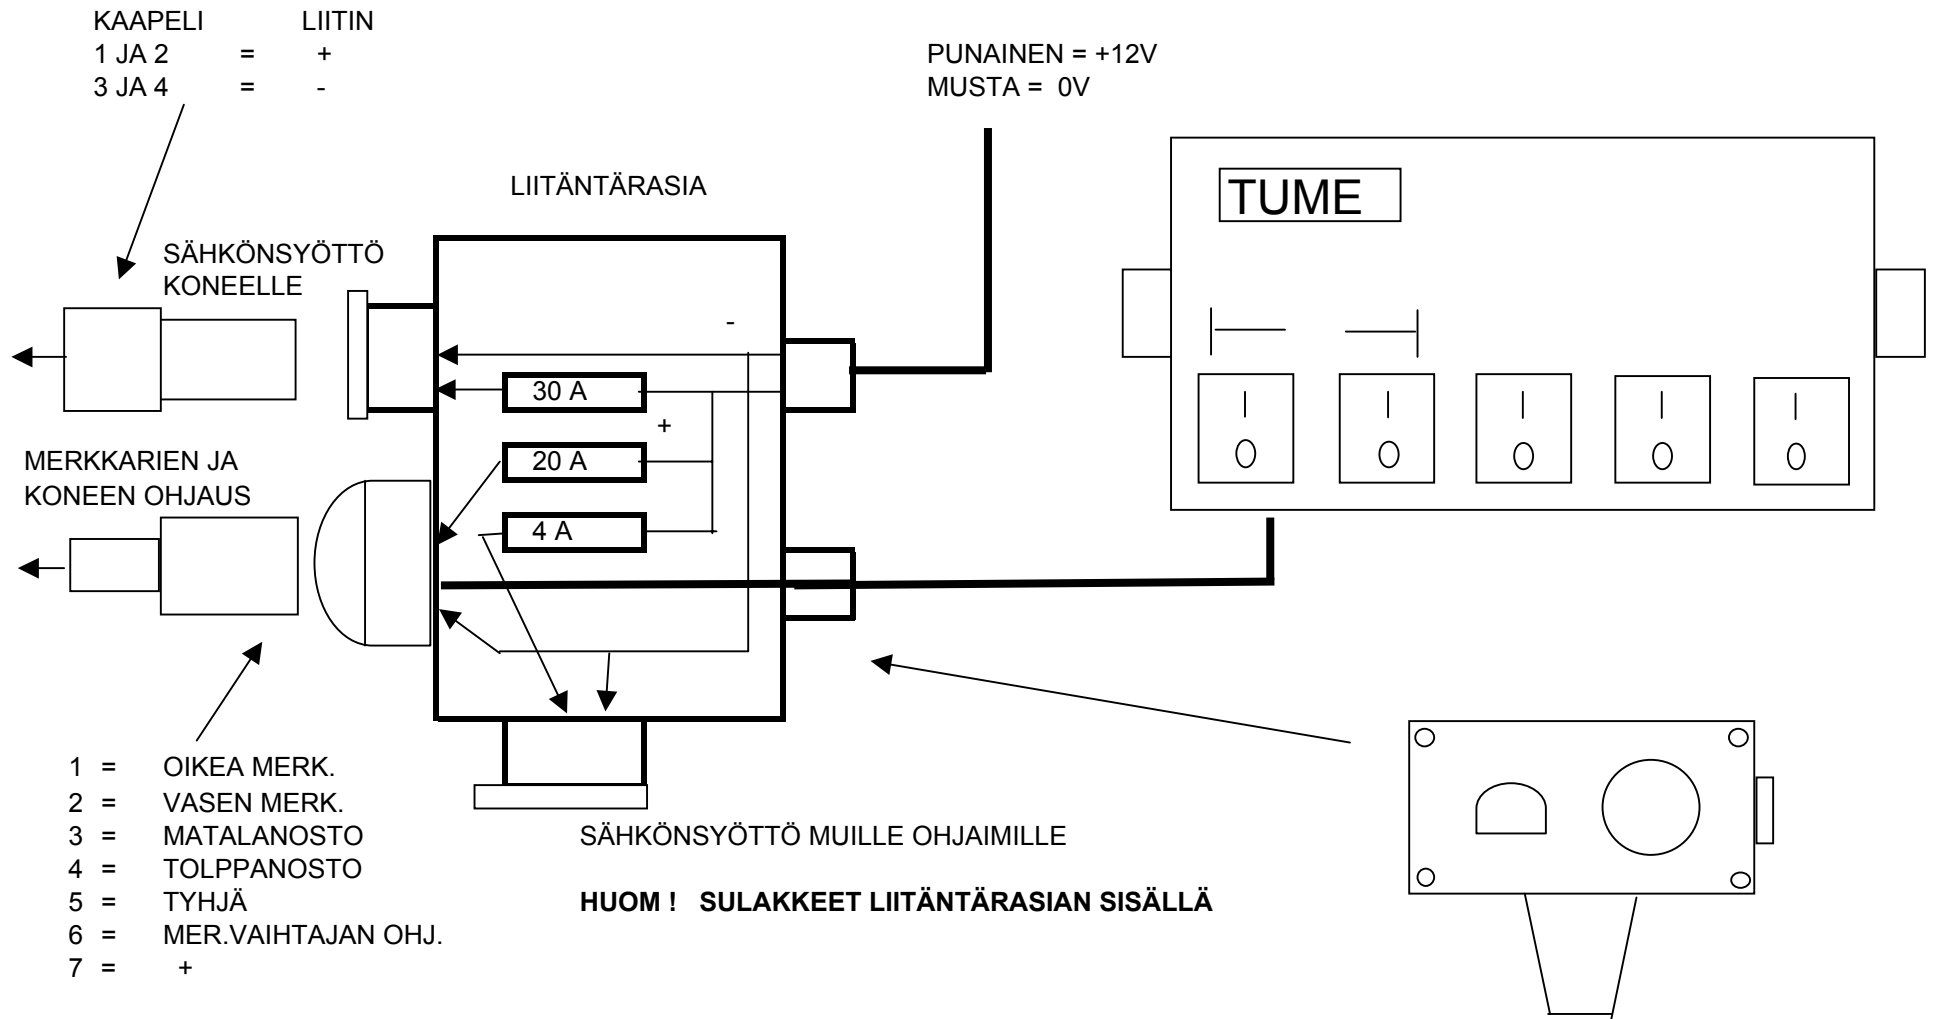 KAAPELI LIITIN
1 JA 2 = +
3 JA 4 = -
PUNAINEN = +12V
MUSTA = 0V
LIITÄNTÄRASIA
TUME
SÄHKÖNSYÖTTÖ
KONEELLE
-
30 A
+
20 A
4 A
MERKKARIEN JA
KONEEN OHJAUS
1 = OIKEA MERK.
2 = VASEN MERK.
3 = MATALANOSTO
4 = TOLPPANOSTO
5 = TYHJÄ
6 = MER.VAIHTAJAN OHJ.
7 = +
SÄHKÖNSYÖTTÖ MUILLE OHJAIMILLE
HUOM ! SULAKKEET LIITÄNTÄRASIAN SISÄLLÄ